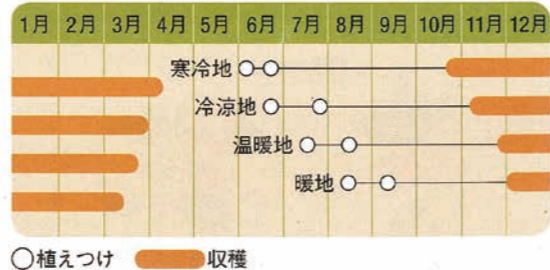 1月 2月 3月 4月 5月 6月 7月 8月 9月 10月 11月 12月
寒冷地
冷涼地
温暖地
暖地
植えつけ 収穫